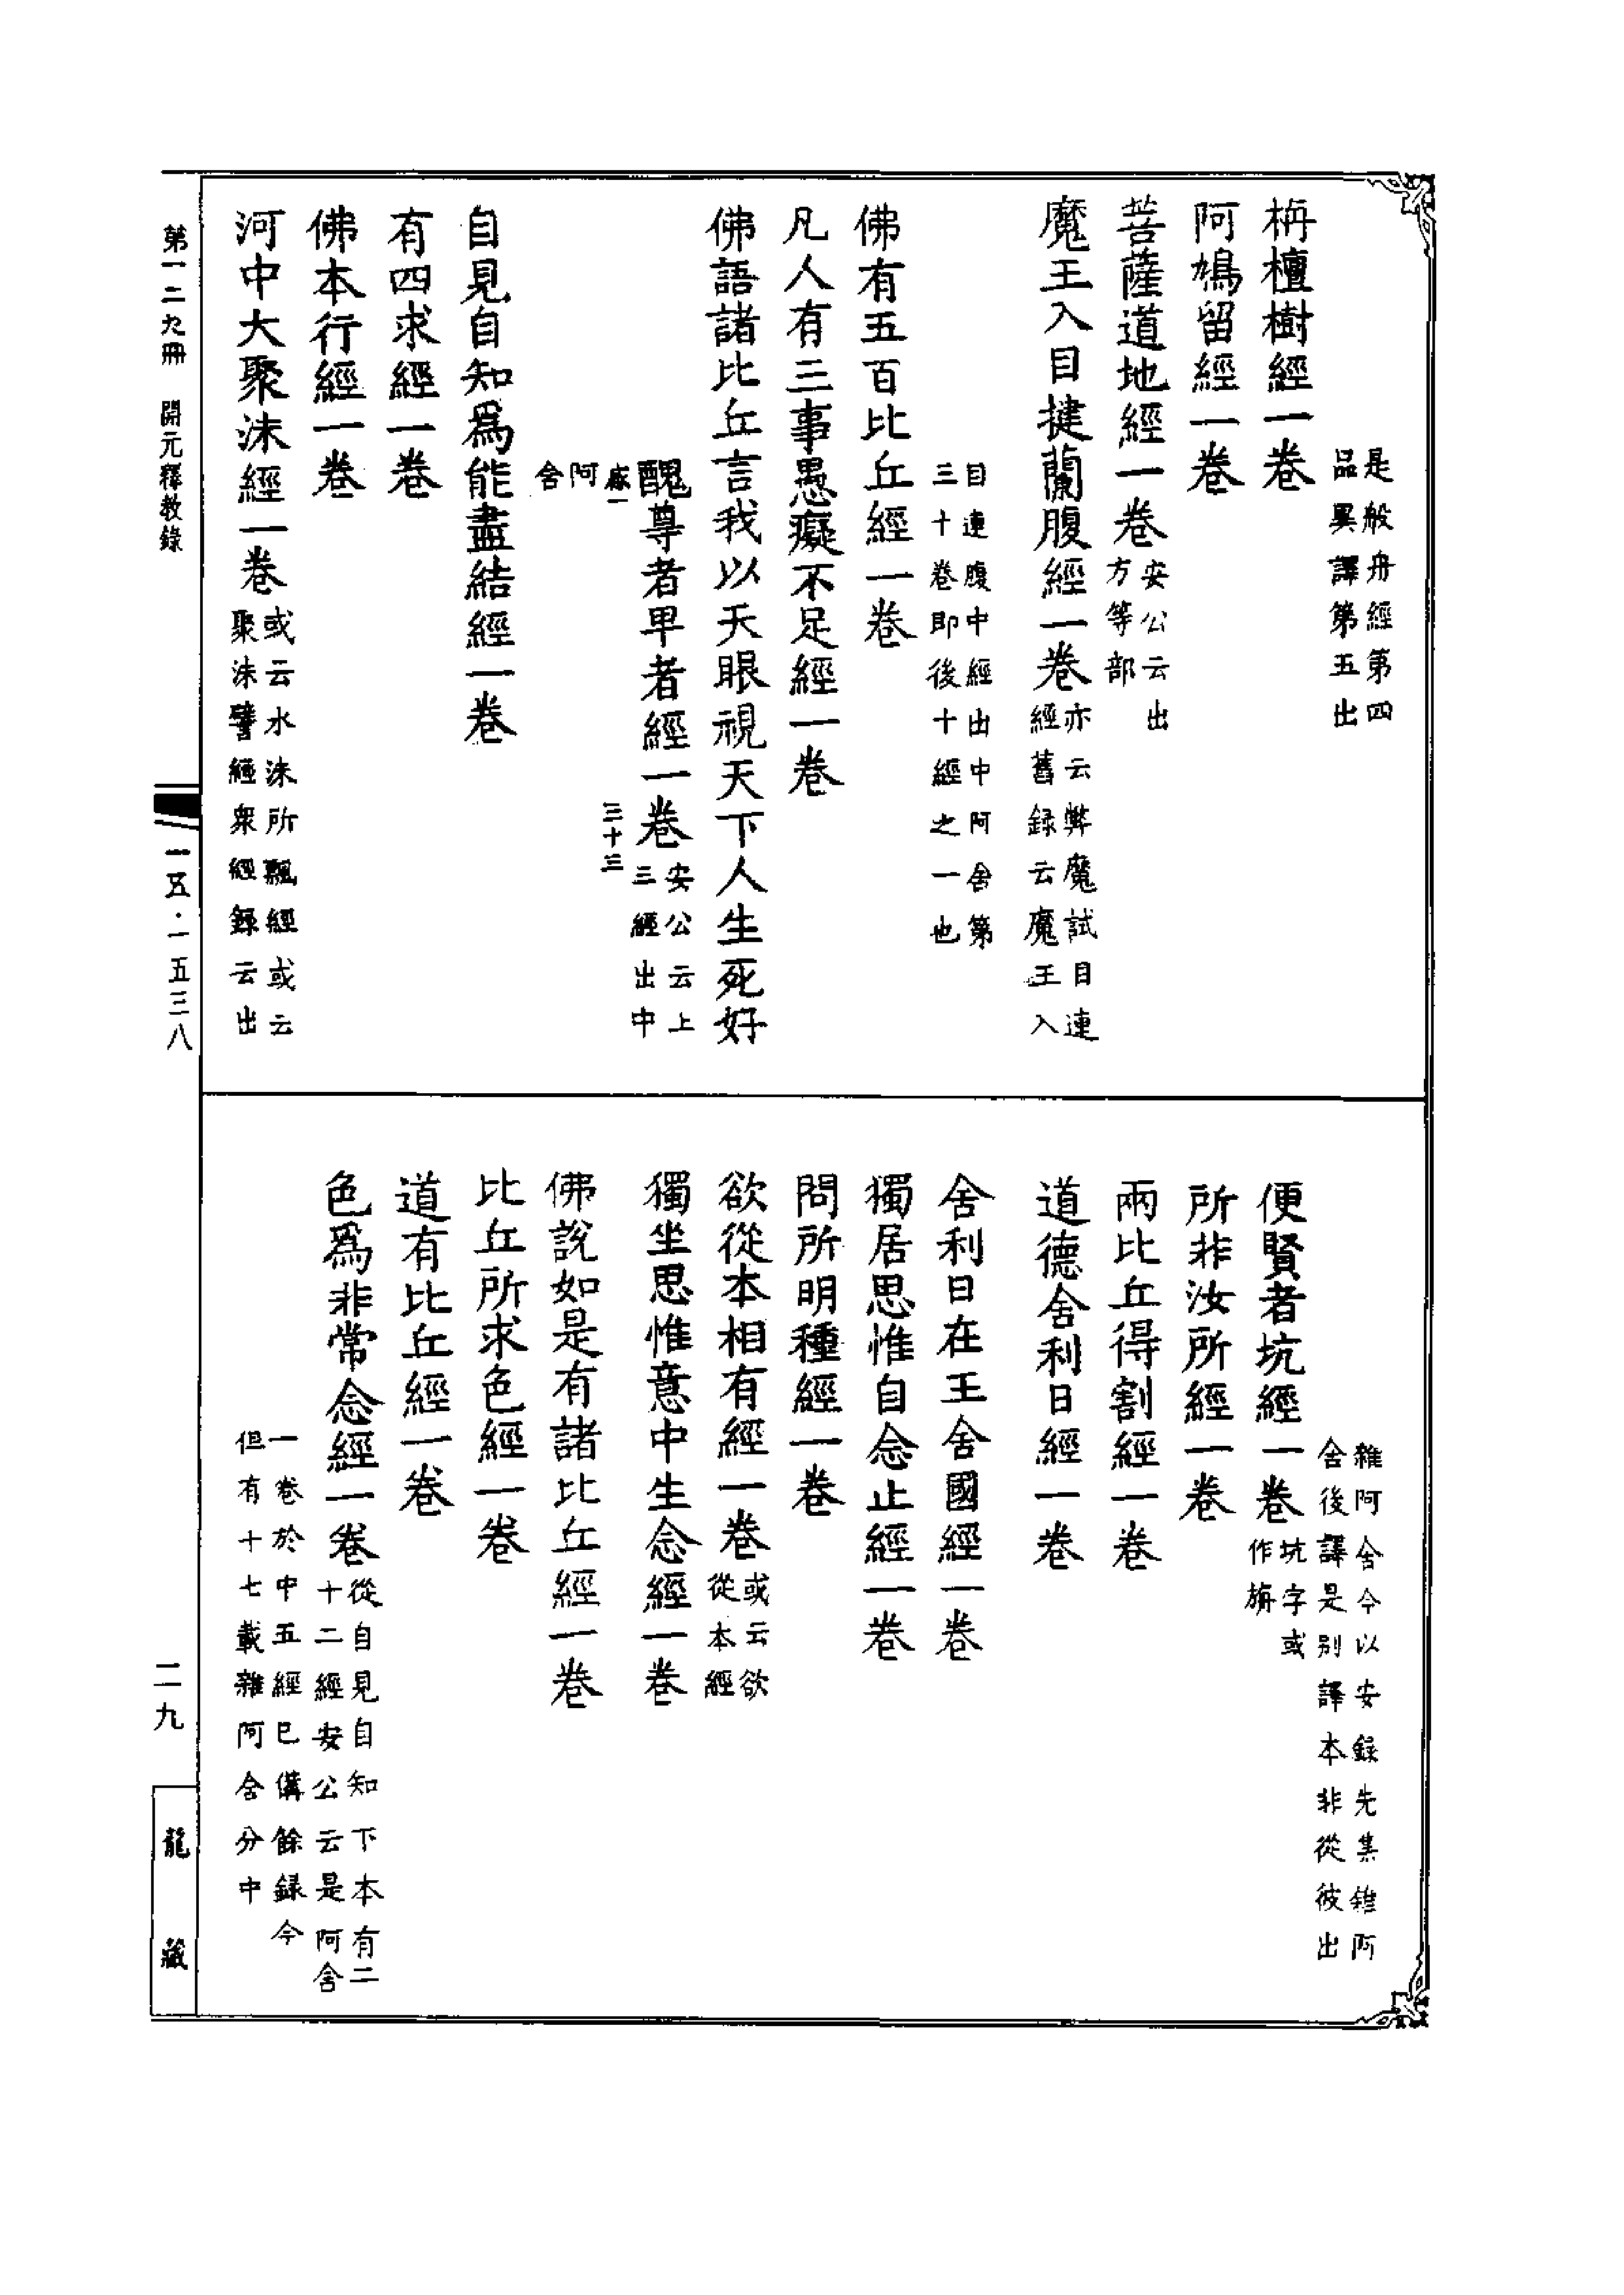 是般舟經第四
品異譯第五出
栴檀樹經一卷
阿鳩留經一卷
菩薩道地經一卷安公云出
方等部
魔王入目揵蘭腹經一卷亦云弊魔試目連
經舊録云魔王入
目連腹中經出中阿含第
三十卷即後十經之一也
佛有五百比丘經一卷
凡人有三事愚癡不足經一卷
佛語諸比丘言我以天眼視天下人生死好
醜尊者卑者經一卷安公云上
三經出中
三十三
阿
含
自見自知爲能盡結經一卷
有四求經一卷
佛本行經一卷
河中大聚沫經一卷或云水沫所飄經或云
聚沫譬經衆經録云出
雜阿含今以安録先集雜阿
含後譯是別譯本非從彼出
便賢者坑經一卷坑字或
作旃
所非汝所經一卷
兩比丘得割經一卷
道德舍利日經一卷
舍利日在王舍國經一卷
獨居思惟自念止經一卷
問所明種經一卷
欲從本相有經一卷或云欲
從本經
獨坐思惟意中生念經一卷
佛說如是有諸比丘經一卷
比丘所求色經一卷
道有比丘經一卷
色爲非常念經一卷從自見自知下本有二
十二經安公云是阿含
一卷於中五經已備餘録今
但有十七載雜阿含分中
第一二九冊　開元釋教錄
一五・一五三八
二九
龍藏